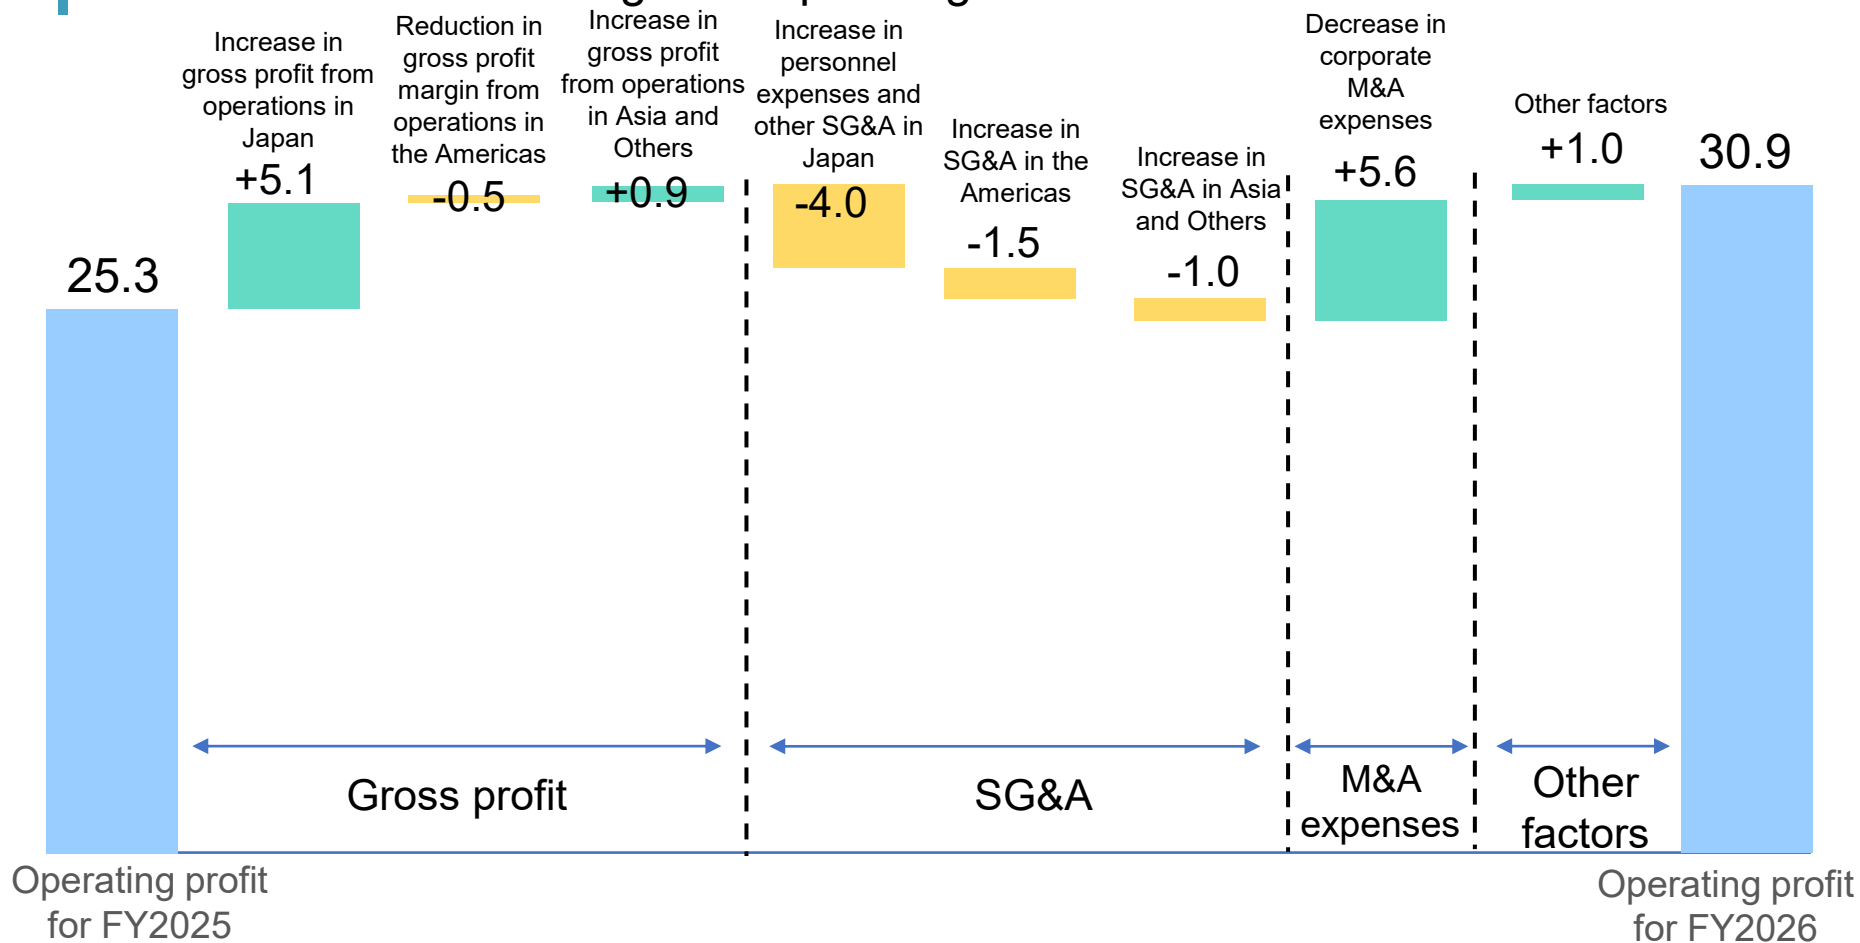 Increase in
gross profit from
operations in
Japan
+5.1
Reduction in
gross profit
margin from
operations in
the Americas
-0.5
Increase in
gross profit
from operations
in Asia and
Others
+0.9
Increase in
personnel
expenses and
other SG&A in
Japan
-4.0
Increase in
SG&A in the
Americas
-1.5
Increase in
SG&A in Asia
and Others
-1.0
Decrease in
corporate
M&A
expenses
+5.6
Other factors
+1.0
30.9
25.3
Gross profit
SG&A
M&A
expenses
Other
factors
Operating profit
for FY2025
Operating profit
for FY2026